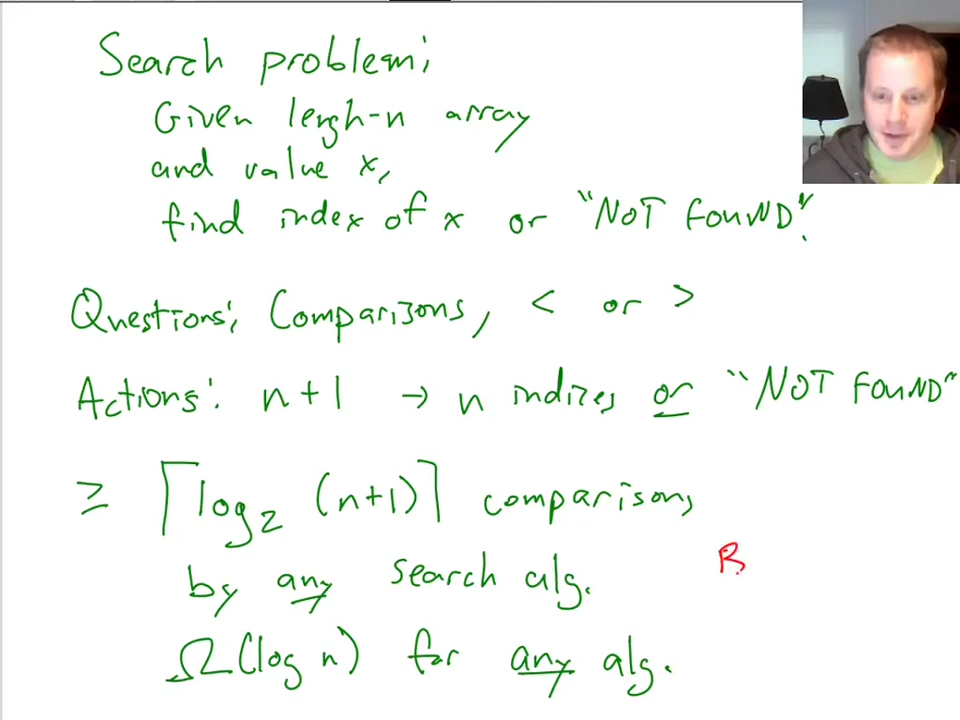 Search problem:
Given lengh-n array
and value x,
find index of x or "NOT FOUND".
Questions: Comparisons, < or >
Actions: n+1 → n indices or "NOT FOUND"
≥ ⌈log₂ (n+1)⌉ comparisons
by any search alg.
B
Ω(log n) for any alg.